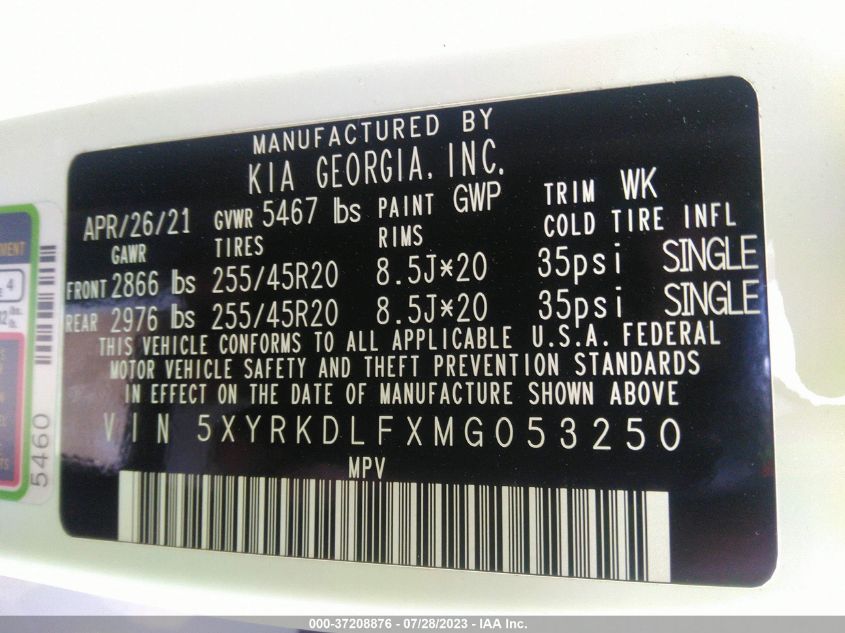 MANUFACTURED BY
KIA GEORGIA, INC.
APR/26/21 GVWR 5467 lbs PAINT GWP TRIM WK
GAWR TIRES RIMS COLD TIRE INFL
FRONT 2866 lbs 255/45R20 8.5J*20 35psi SINGLE
REAR 2976 lbs 255/45R20 8.5J*20 35psi SINGLE
THIS VEHICLE CONFORMS TO ALL APPLICABLE U.S.A. FEDERAL
MOTOR VEHICLE SAFETY AND THEFT PREVENTION STANDARDS
IN EFFECT ON THE DATE OF MANUFACTURE SHOWN ABOVE
VIN 5XYRKDLFXMG053250
MPV
5460
4
000-37208876 - 07/28/2023 - IAA Inc.